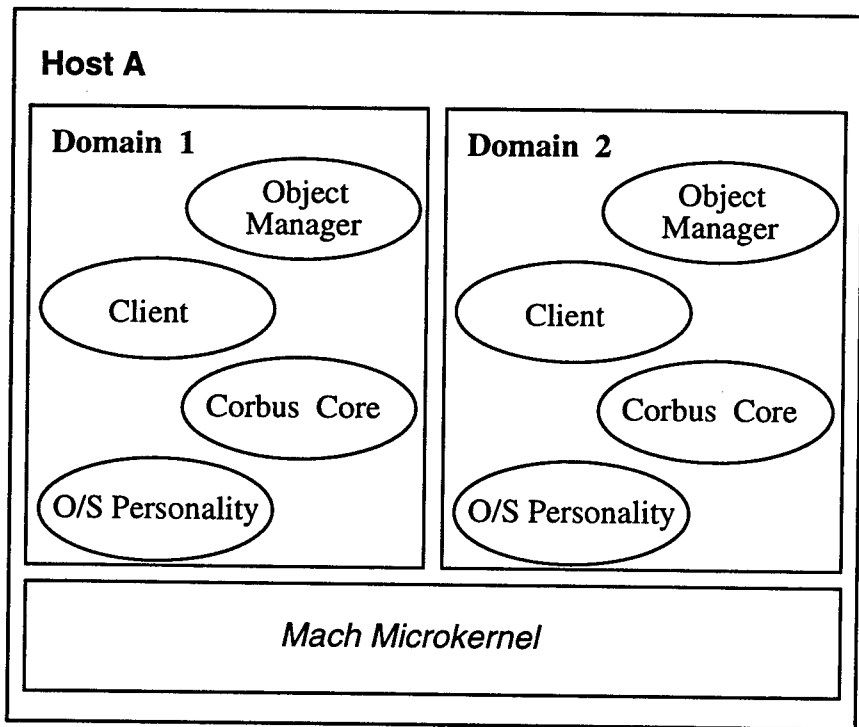 Host A
Domain 1
Object
Manager
Client
Corbus Core
O/S Personality
Domain 2
Object
Manager
Client
Corbus Core
O/S Personality
Mach Microkernel